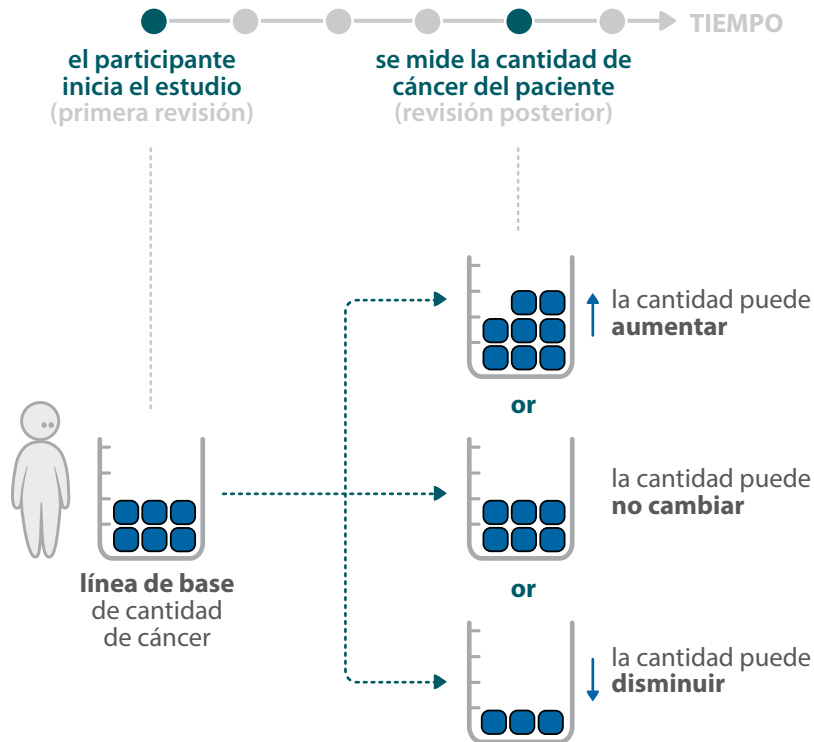 TIEMPO
el participante
inicia el estudio
(primera revisión)
se mide la cantidad de
cáncer del paciente
(revisión posterior)
la cantidad puede
aumentar
or
la cantidad puede
no cambiar
línea de base
de cantidad
de cáncer
or
la cantidad puede
disminuir